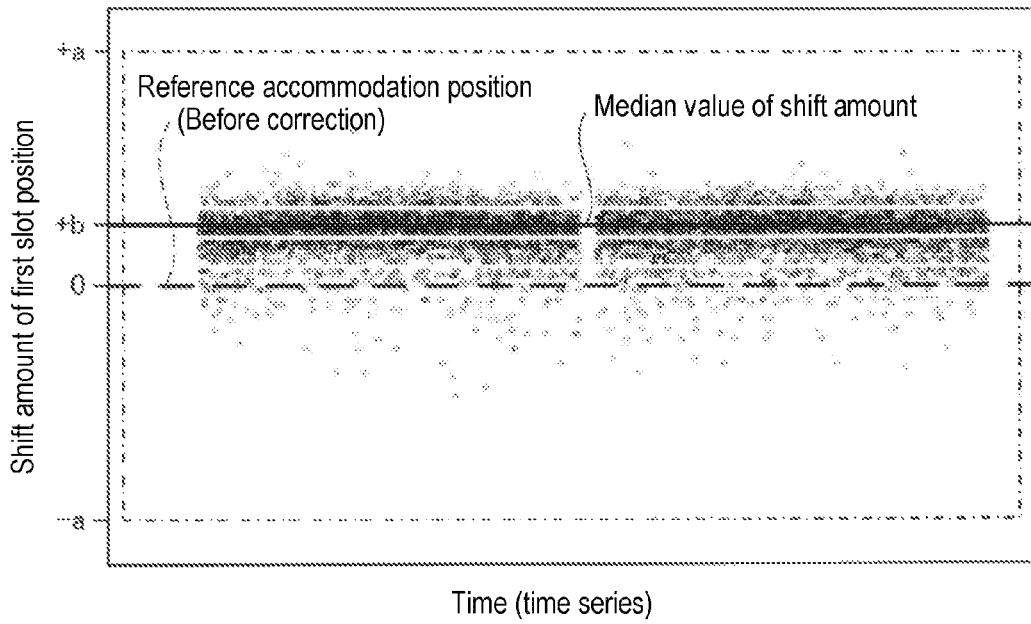 +a
Reference accommodation position
(Before correction)
Median value of shift amount
+b
0
-a
Shift amount of first slot position
Time (time series)